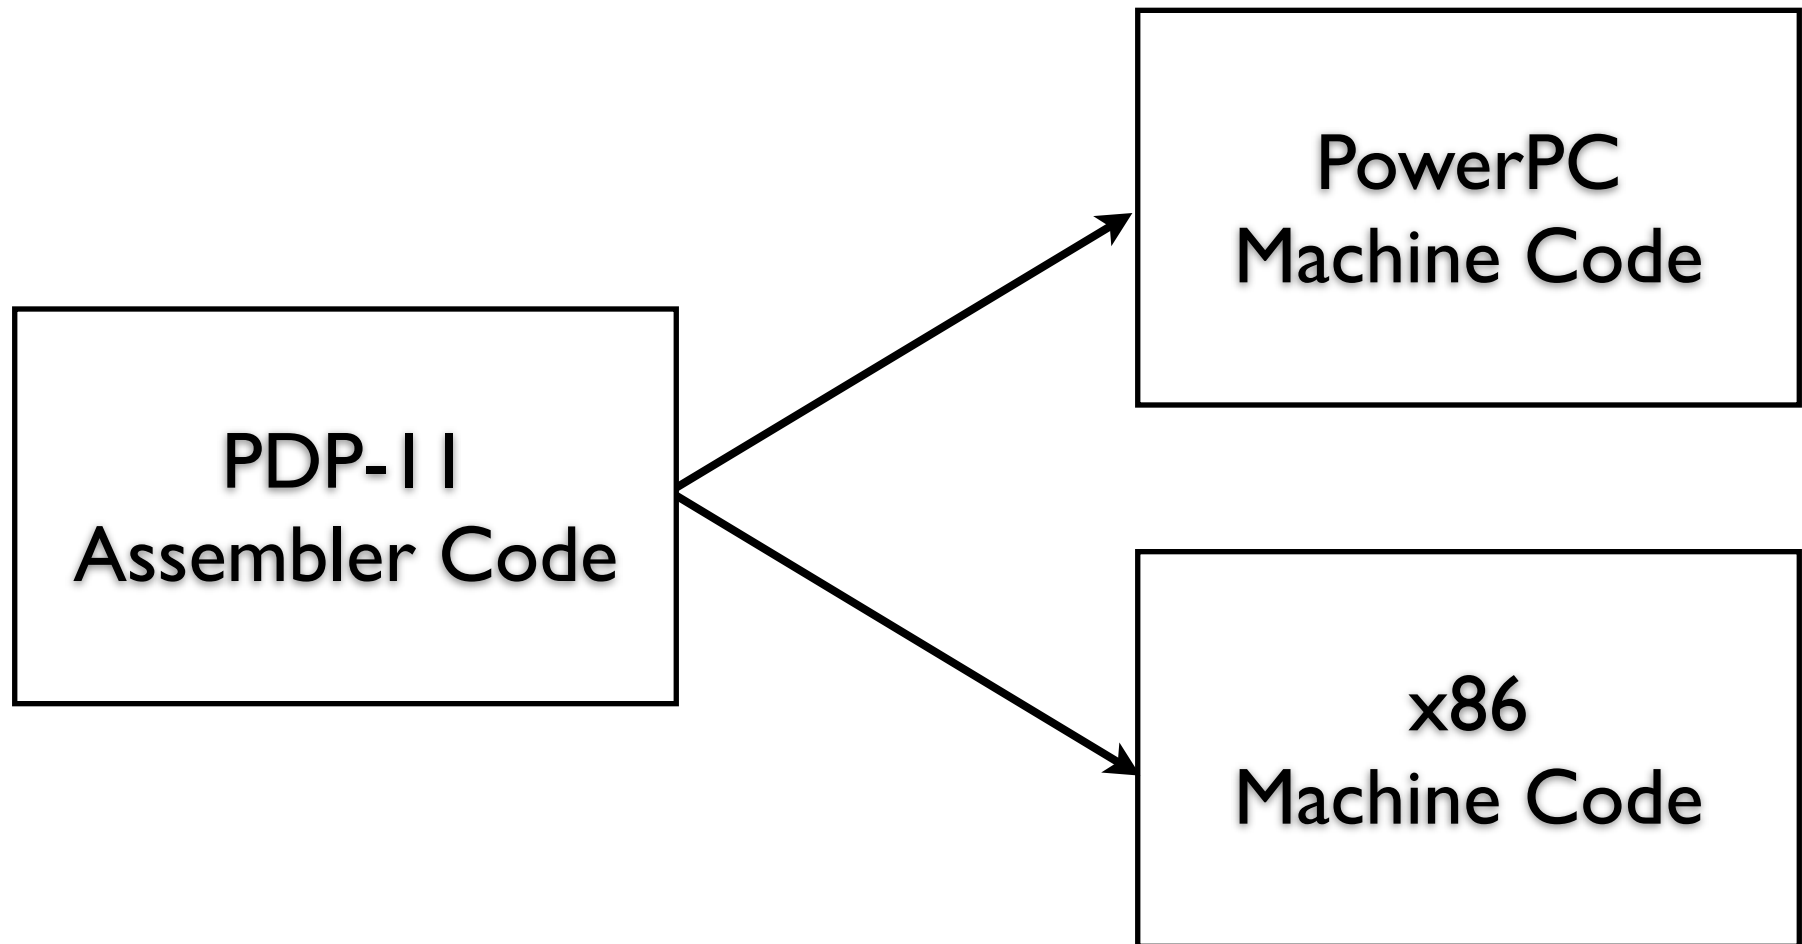 PowerPC
Machine Code
PDP-11
Assembler Code
x86
Machine Code